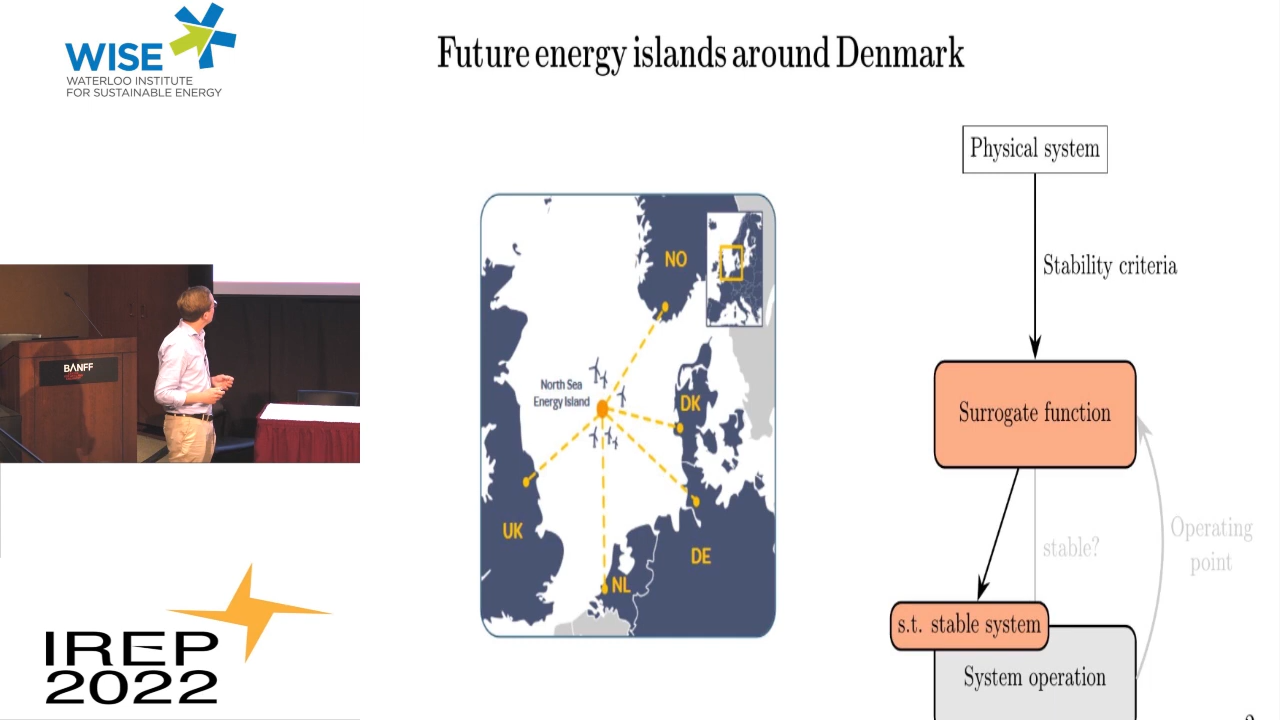 WISE
WATERLOO INSTITUTE
FOR SUSTAINABLE ENERGY
Future energy islands around Denmark
Physical system
Stability criteria
NO
North Sea
Energy Island
DK
UK
NL
DE
Surrogate function
stable?
Operating
point
s.t. stable system
System operation
BANFF
IREP
2022